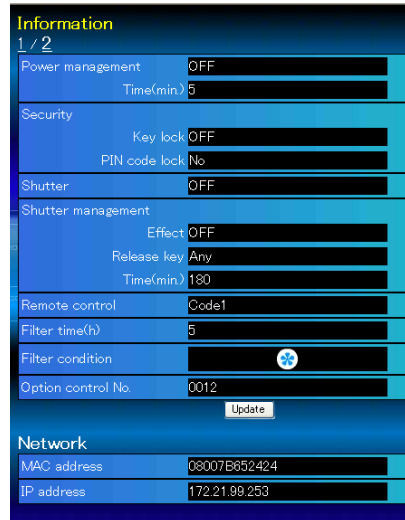 Information
1 / 2
Power management OFF
Time(min.) 5
Security
Key lock OFF
PIN code lock No
Shutter OFF
Shutter management
Effect OFF
Release key Any
Time(min.) 180
Remote control Code1
Filter time(h) 5
Filter condition
Option control No. 0012
Update
Network
MAC address 08007B652424
IP address 172.21.99.253